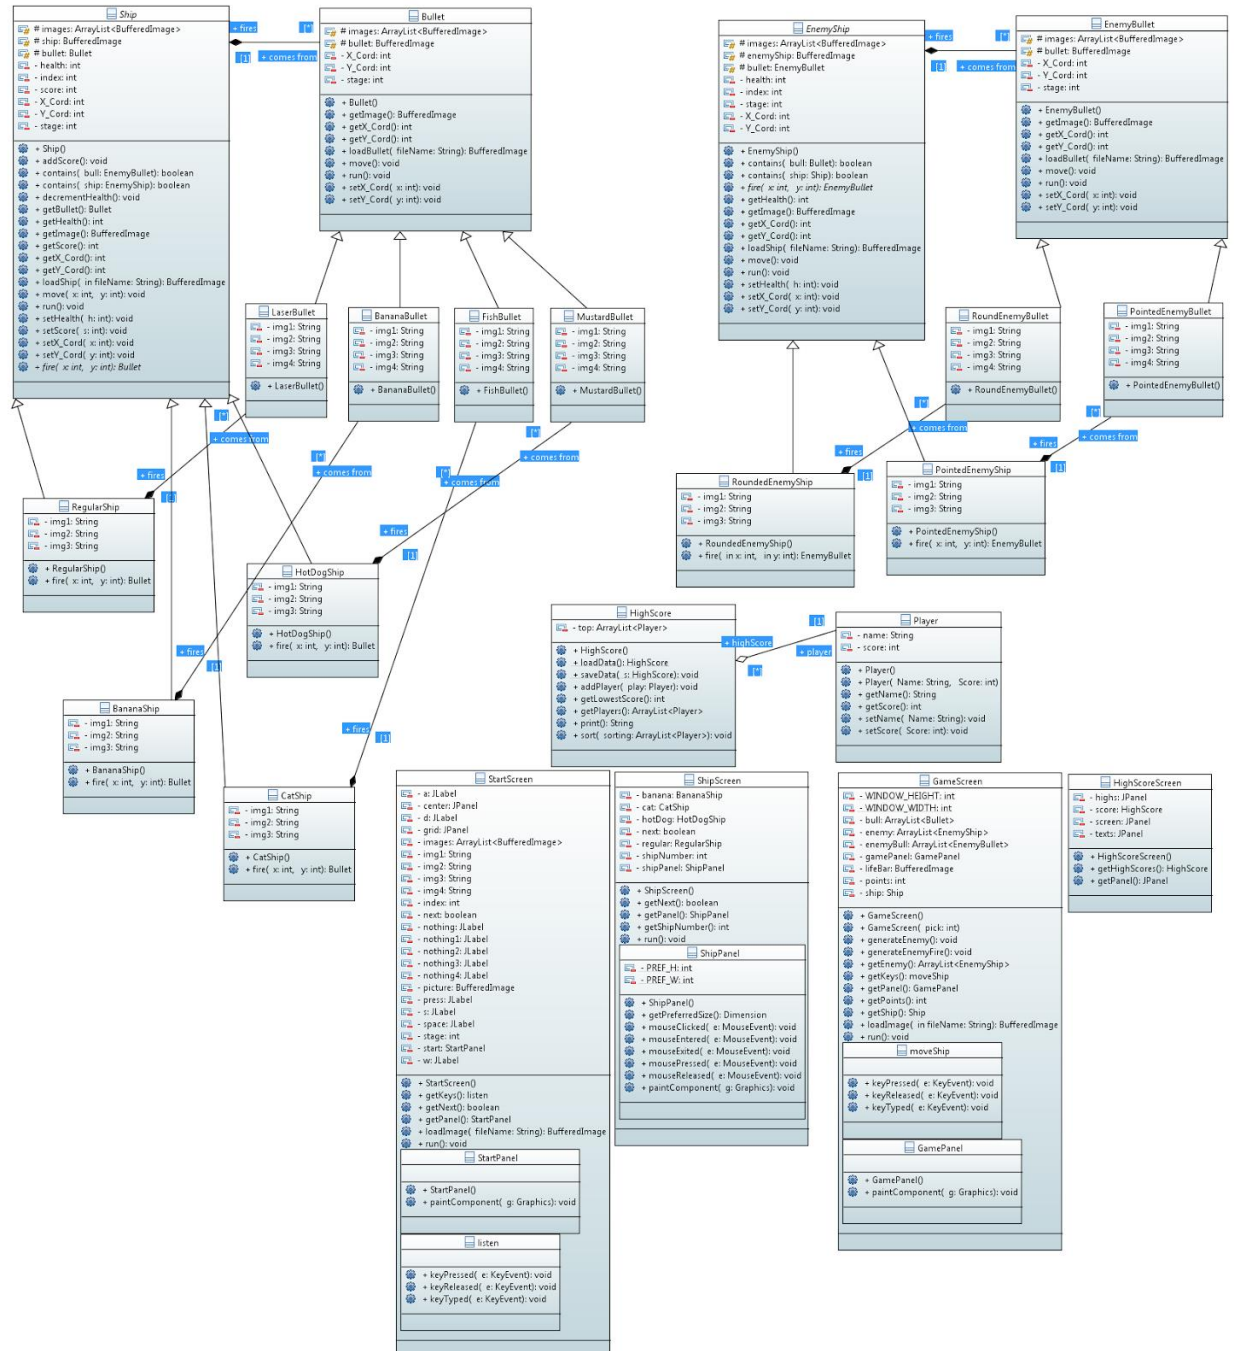 Ship
# images: ArrayList<BufferedImage>
# ship: BufferedImage
# bullet: Bullet
- health: int
- index: int
- score: int
- X_Cord: int
- Y_Cord: int
- stage: int
+ Ship()
+ addScore(): void
+ contains( bull: EnemyBullet): boolean
+ contains( ship: EnemyShip): boolean
+ decrementHealth(): void
+ getBullet(): Bullet
+ getHealth(): int
+ getImage(): BufferedImage
+ getScore(): int
+ getX_Cord(): int
+ getY_Cord(): int
+ loadShip( in fileName: String): BufferedImage
+ move( x: int, y: int): void
+ run(): void
+ setHealth( h: int): void
+ setScore( s: int): void
+ setX_Cord( x: int): void
+ setY_Cord( y: int): void
+ fire( x: int, y: int): Bullet
+ fires
[*]
[1]
+ comes from
Bullet
# images: ArrayList<BufferedImage>
# bullet: BufferedImage
- X_Cord: int
- Y_Cord: int
- stage: int
+ Bullet()
+ getImage(): BufferedImage
+ getX_Cord(): int
+ getY_Cord(): int
+ loadBullet( fileName: String): BufferedImage
+ move(): void
+ run(): void
+ setX_Cord( x: int): void
+ setY_Cord( y: int): void
EnemyShip
# images: ArrayList<BufferedImage>
# enemyShip: BufferedImage
# bullet: EnemyBullet
- health: int
- index: int
- stage: int
- X_Cord: int
- Y_Cord: int
+ EnemyShip()
+ contains( bull: Bullet): boolean
+ contains( ship: Ship): boolean
+ fire( x: int, y: int): EnemyBullet
+ getHealth(): int
+ getImage(): BufferedImage
+ getX_Cord(): int
+ getY_Cord(): int
+ loadShip( fileName: String): BufferedImage
+ move(): void
+ run(): void
+ setHealth( h: int): void
+ setX_Cord( x: int): void
+ setY_Cord( y: int): void
+ fires
[*]
[1]
+ comes from
EnemyBullet
# images: ArrayList<BufferedImage>
# bullet: BufferedImage
- X_Cord: int
- Y_Cord: int
- stage: int
+ EnemyBullet()
+ getImage(): BufferedImage
+ getX_Cord(): int
+ getY_Cord(): int
+ loadBullet( fileName: String): BufferedImage
+ move(): void
+ run(): void
+ setX_Cord( x: int): void
+ setY_Cord( y: int): void
LaserBullet
- img1: String
- img2: String
- img3: String
- img4: String
+ LaserBullet()
BananaBullet
- img1: String
- img2: String
- img3: String
- img4: String
+ BananaBullet()
FishBullet
- img1: String
- img2: String
- img3: String
- img4: String
+ FishBullet()
MustardBullet
- img1: String
- img2: String
- img3: String
- img4: String
+ MustardBullet()
RoundEnemyBullet
- img1: String
- img2: String
- img3: String
- img4: String
+ RoundEnemyBullet()
PointedEnemyBullet
- img1: String
- img2: String
- img3: String
- img4: String
+ PointedEnemyBullet()
[*]
+ comes from
+ fires
[1]
[*]
+ comes from
[*]
+ comes from
[*]
+ comes from
[*]
+ comes from
+ fires
[1]
[*]
+ comes from
+ fires
[1]
RegularShip
- img1: String
- img2: String
- img3: String
+ RegularShip()
+ fire( x: int, y: int): Bullet
+ fires
[1]
HotDogShip
- img1: String
- img2: String
- img3: String
+ HotDogShip()
+ fire( x: int, y: int): Bullet
RoundedEnemyShip
- img1: String
- img2: String
- img3: String
+ RoundedEnemyShip()
+ fire( in x: int, in y: int): EnemyBullet
PointedEnemyShip
- img1: String
- img2: String
- img3: String
+ PointedEnemyShip()
+ fire( x: int, y: int): EnemyBullet
+ fires
[1]
BananaShip
- img1: String
- img2: String
- img3: String
+ BananaShip()
+ fire( x: int, y: int): Bullet
+ fires
[1]
CatShip
- img1: String
- img2: String
- img3: String
+ CatShip()
+ fire( x: int, y: int): Bullet
HighScore
- top: ArrayList<Player>
+ HighScore()
+ loadData(): HighScore
+ saveData( s: HighScore): void
+ addPlayer( play: Player): void
+ getLowestScore(): int
+ getPlayers(): ArrayList<Player>
+ print(): String
+ sort( sorting: ArrayList<Player>): void
[1]
+ highScore
+ player
[*]
Player
- name: String
- score: int
+ Player()
+ Player( Name: String, Score: int)
+ getName(): String
+ getScore(): int
+ setName( Name: String): void
+ setScore( Score: int): void
StartScreen
- a: JLabel
- center: JPanel
- d: JLabel
- grid: JPanel
- images: ArrayList<BufferedImage>
- img1: String
- img2: String
- img3: String
- img4: String
- index: int
- next: boolean
- nothing: JLabel
- nothing1: JLabel
- nothing2: JLabel
- nothing3: JLabel
- nothing4: JLabel
- picture: BufferedImage
- press: JLabel
- s: JLabel
- space: JLabel
- stage: int
- start: StartPanel
- w: JLabel
+ StartScreen()
+ getKeys(): listen
+ getNext(): boolean
+ getPanel(): StartPanel
+ loadImage( fileName: String): BufferedImage
+ run(): void
StartPanel
+ StartPanel()
+ paintComponent( g: Graphics): void
listen
+ keyPressed( e: KeyEvent): void
+ keyReleased( e: KeyEvent): void
+ keyTyped( e: KeyEvent): void
ShipScreen
- banana: BananaShip
- cat: CatShip
- hotDog: HotDogShip
- next: boolean
- regular: RegularShip
- shipNumber: int
- shipPanel: ShipPanel
+ ShipScreen()
+ getNext(): boolean
+ getPanel(): ShipPanel
+ getShipNumber(): int
+ run(): void
ShipPanel
- PREF_H: int
- PREF_W: int
+ ShipPanel()
+ getPreferredSize(): Dimension
+ mouseClicked( e: MouseEvent): void
+ mouseEntered( e: MouseEvent): void
+ mouseExited( e: MouseEvent): void
+ mousePressed( e: MouseEvent): void
+ mouseReleased( e: MouseEvent): void
+ paintComponent( g: Graphics): void
GameScreen
- WINDOW_HEIGHT: int
- WINDOW_WIDTH: int
- bull: ArrayList<Bullet>
- enemy: ArrayList<EnemyShip>
- enemyBull: ArrayList<EnemyBullet>
- gamePanel: GamePanel
- lifeBar: BufferedImage
- points: int
- ship: Ship
+ GameScreen()
+ GameScreen( pick: int)
+ generateEnemy(): void
+ generateEnemyFire(): void
+ getEnemy(): ArrayList<EnemyShip>
+ getKeys(): moveShip
+ getPanel(): GamePanel
+ getPoints(): int
+ getShip(): Ship
+ loadImage( in fileName: String): BufferedImage
+ run(): void
moveShip
+ keyPressed( e: KeyEvent): void
+ keyReleased( e: KeyEvent): void
+ keyTyped( e: KeyEvent): void
GamePanel
+ GamePanel()
+ paintComponent( g: Graphics): void
HighScoreScreen
- highs: JPanel
- score: HighScore
- screen: JPanel
- texts: JPanel
+ HighScoreScreen()
+ getHighScores(): HighScore
+ getPanel(): JPanel